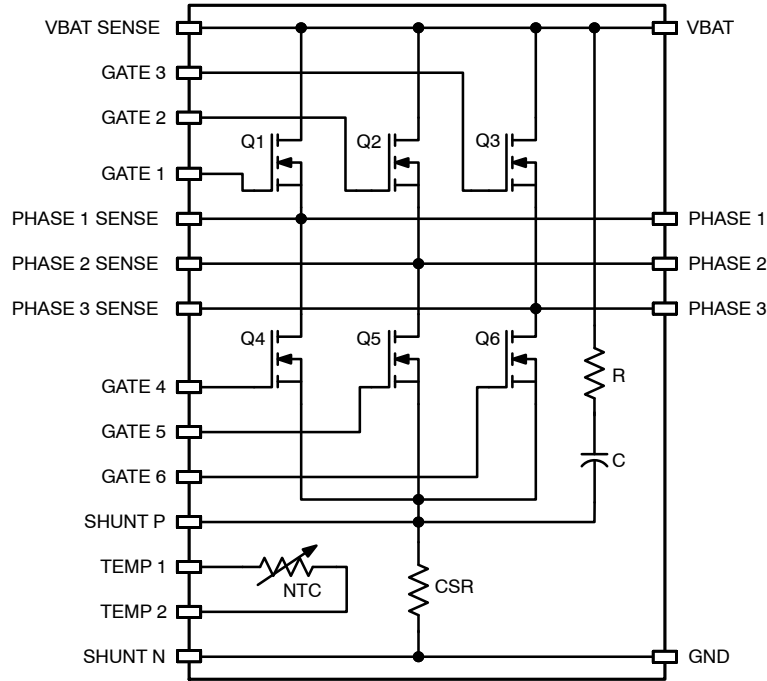 VBAT SENSE
VBAT
GATE 3
GATE 2
Q1
Q2
Q3
GATE 1
PHASE 1 SENSE
PHASE 1
PHASE 2 SENSE
PHASE 2
PHASE 3 SENSE
PHASE 3
Q4
Q5
Q6
R
GATE 4
GATE 5
C
GATE 6
SHUNT P
TEMP 1
NTC
CSR
TEMP 2
SHUNT N
GND